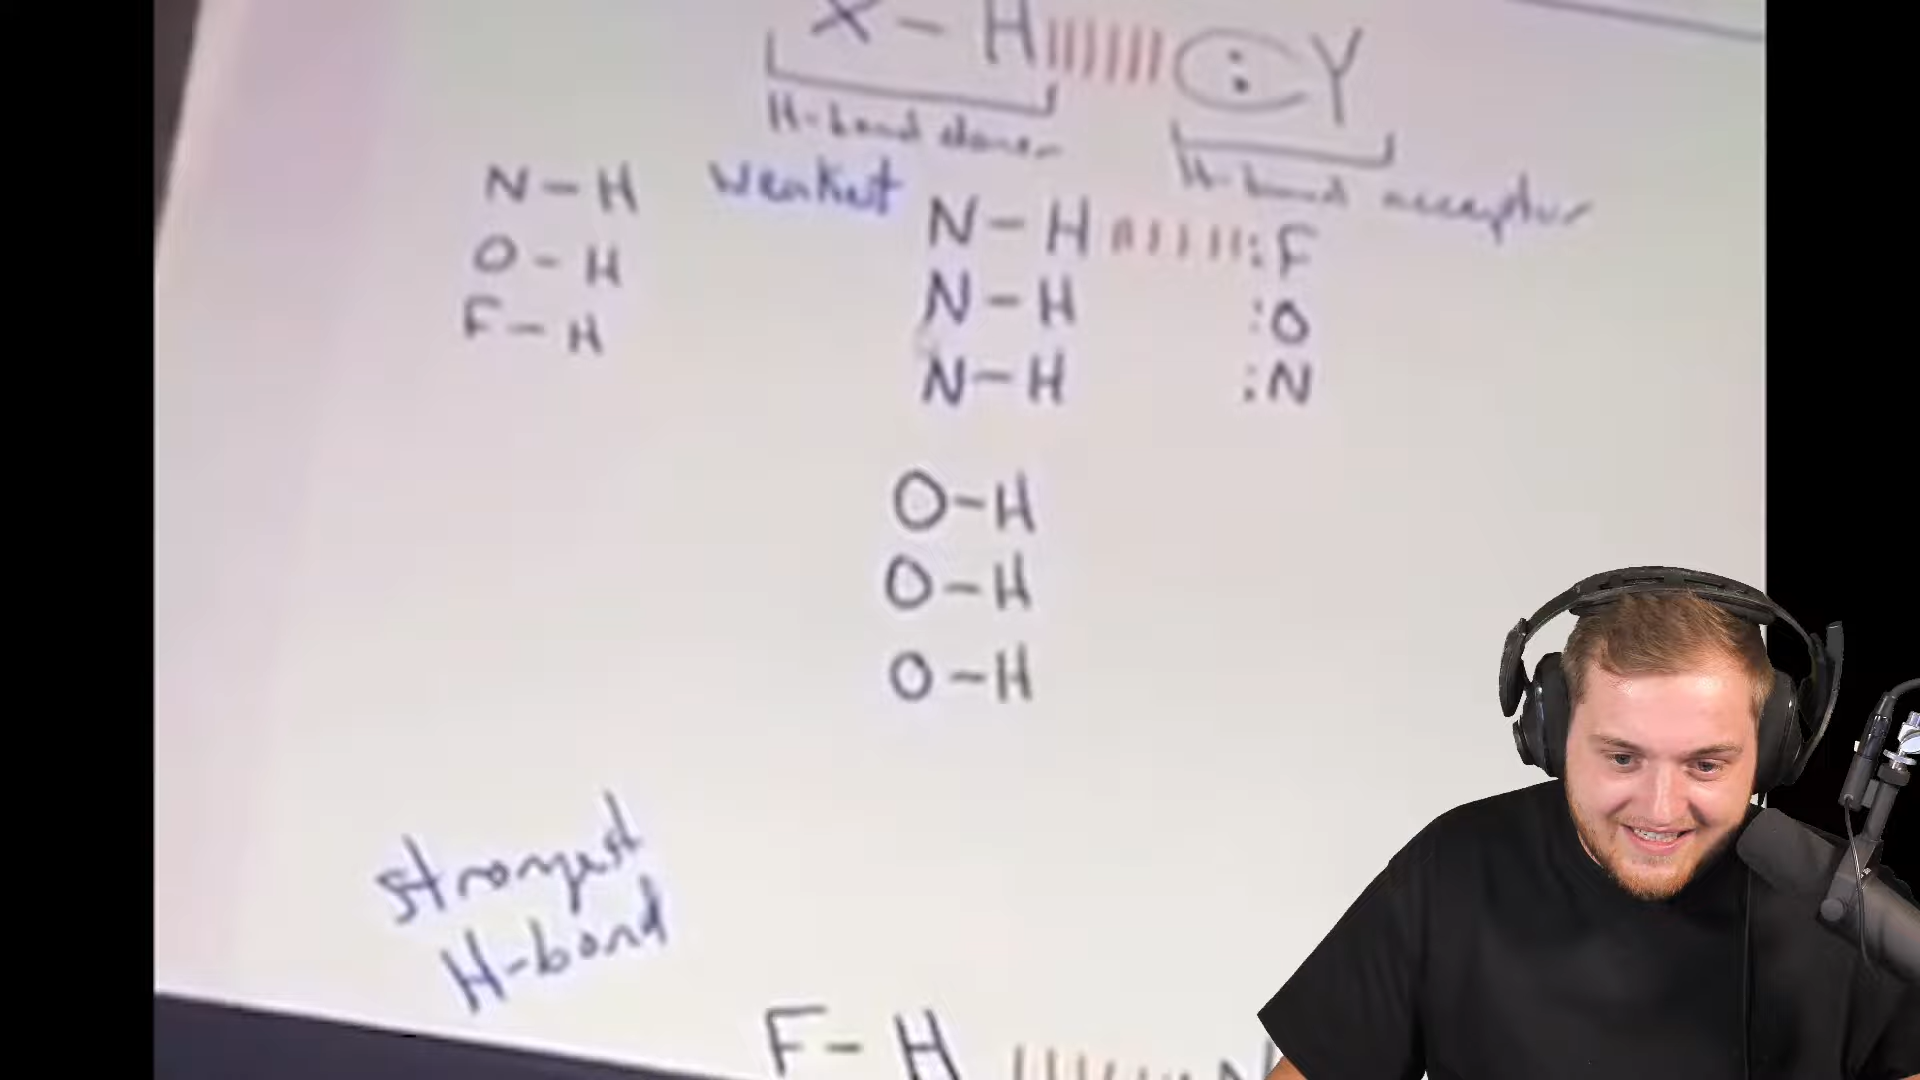 X - H ||||||| : Y
H-bond donor
H-bond acceptor
N - H
O - H
F - H
weakest
N - H |||||| : F
N - H : O
N - H : N
O - H
O - H
O - H
strongest
H-bond
F - H |||||| N